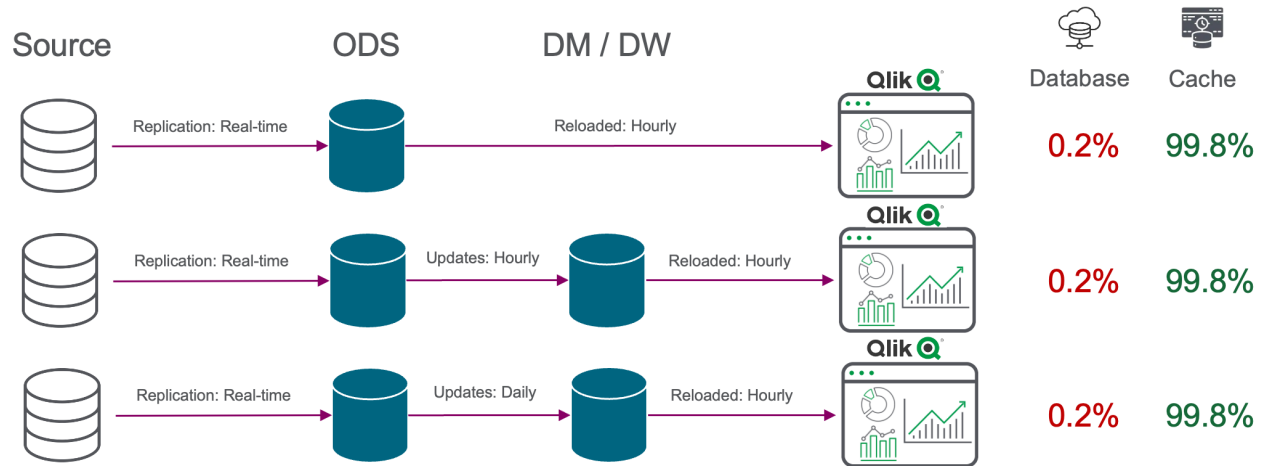 Source
ODS
DM / DW
Database
Cache
Replication: Real-time
Reloaded: Hourly
Qlik
0.2%
99.8%
Replication: Real-time
Updates: Hourly
Reloaded: Hourly
Qlik
0.2%
99.8%
Replication: Real-time
Updates: Daily
Reloaded: Hourly
Qlik
0.2%
99.8%